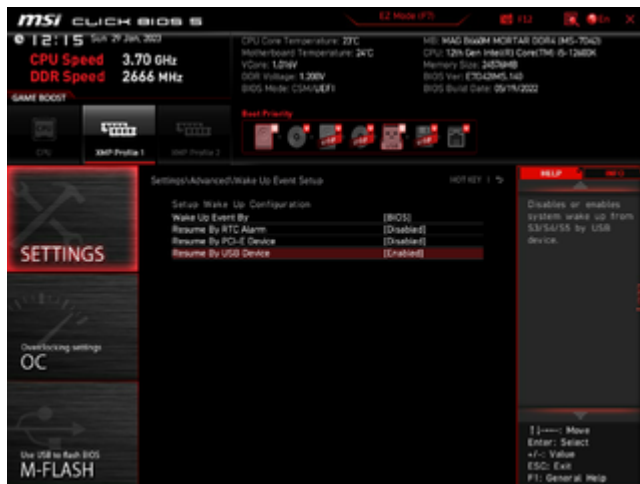 msi CLICK BIOS 5
EZ Mode (F7)
F12
En
12:15 Sun 29 Jan, 2023
CPU Speed 3.70 GHz
DDR Speed 2666 MHz
CPU Core Temperature: 23°C
Motherboard Temperature: 24°C
VCore: 1.016V
DDR Voltage: 1.200V
BIOS Mode: CSM/UEFI
MB: MAG B660M MORTAR DDR4 (MS-7D42)
CPU: 12th Gen Intel(R) Core(TM) i5-12600K
Memory Size:
BIOS Ver: E7D42IMS.140
BIOS Build Date: 05/19/2022
GAME BOOST
CPU
XMP Profile 1
XMP Profile 2
Boot Priority
SETTINGS
Overclocking settings
OC
Use USB to flash BIOS
M-FLASH
Settings\Advanced\Wake Up Event Setup
HOT KEY
Setup Wake Up Configuration
Wake Up Event By [BIOS]
Resume By RTC Alarm [Disabled]
Resume By PCI-E Device [Disabled]
Resume By USB Device [Enabled]
HELP
INFO
Disables or enables
system wake up from
S3/S4/S5 by USB
device.
Move
Enter: Select
+/-: Value
ESC: Exit
F1: General Help